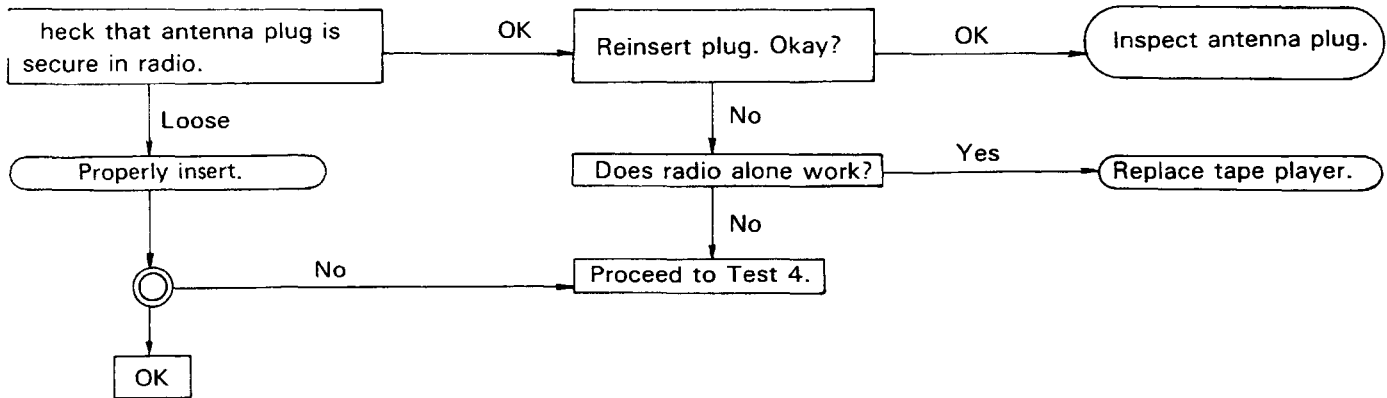 heck that antenna plug is
secure in radio.
OK
Reinsert plug. Okay?
OK
Inspect antenna plug.
Loose
No
Properly insert.
Does radio alone work?
Yes
Replace tape player.
No
No
Proceed to Test 4.
OK